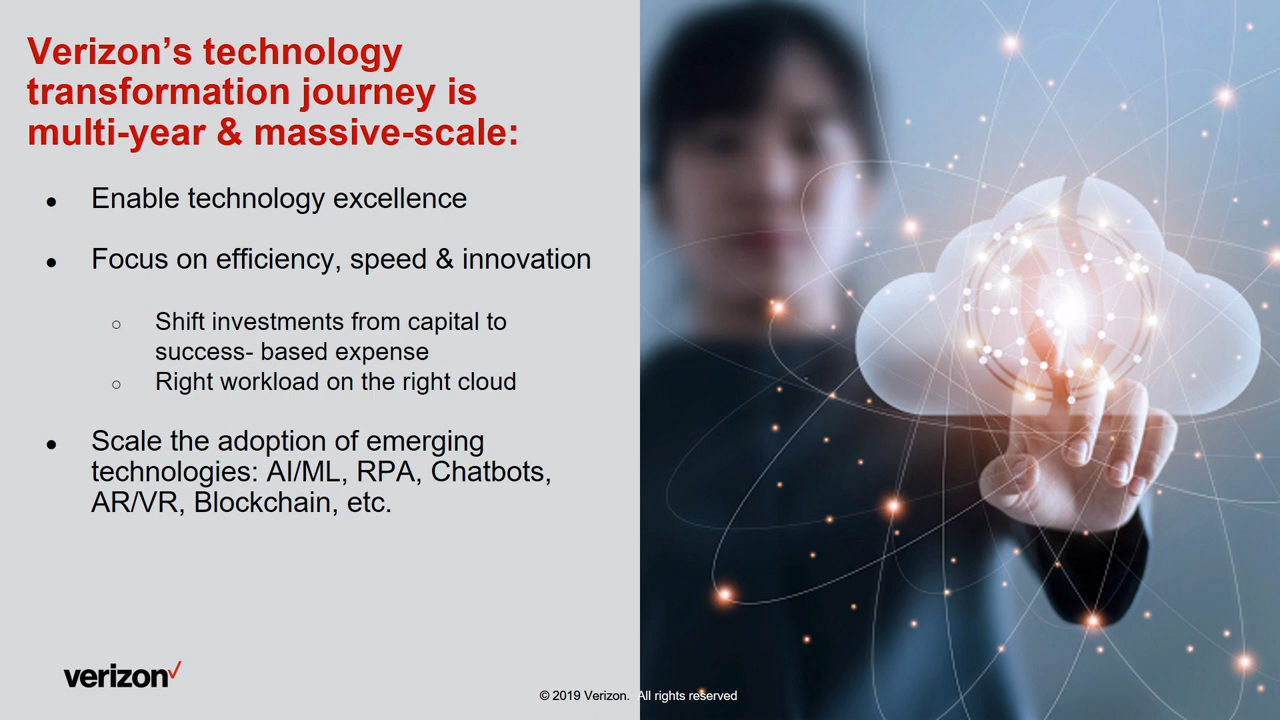 Verizon’s technology
transformation journey is
multi-year & massive-scale:
● Enable technology excellence
● Focus on efficiency, speed & innovation
○ Shift investments from capital to
success- based expense
○ Right workload on the right cloud
● Scale the adoption of emerging
technologies: AI/ML, RPA, Chatbots,
AR/VR, Blockchain, etc.
verizon✓
© 2019 Verizon. All rights reserved